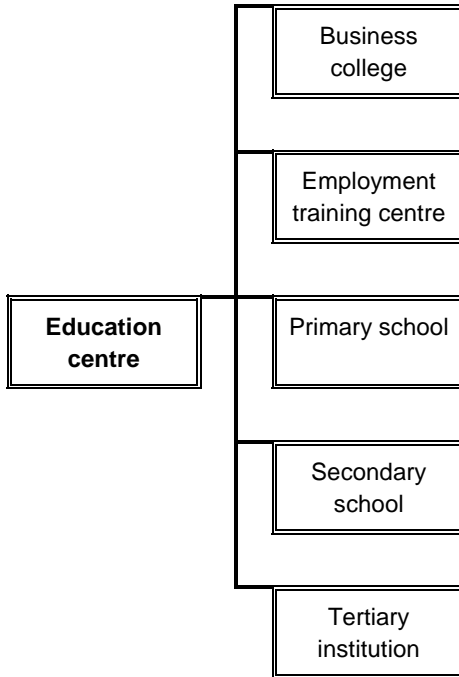 Business
college
Employment
training centre
Education
centre
Primary school
Secondary
school
Tertiary
institution